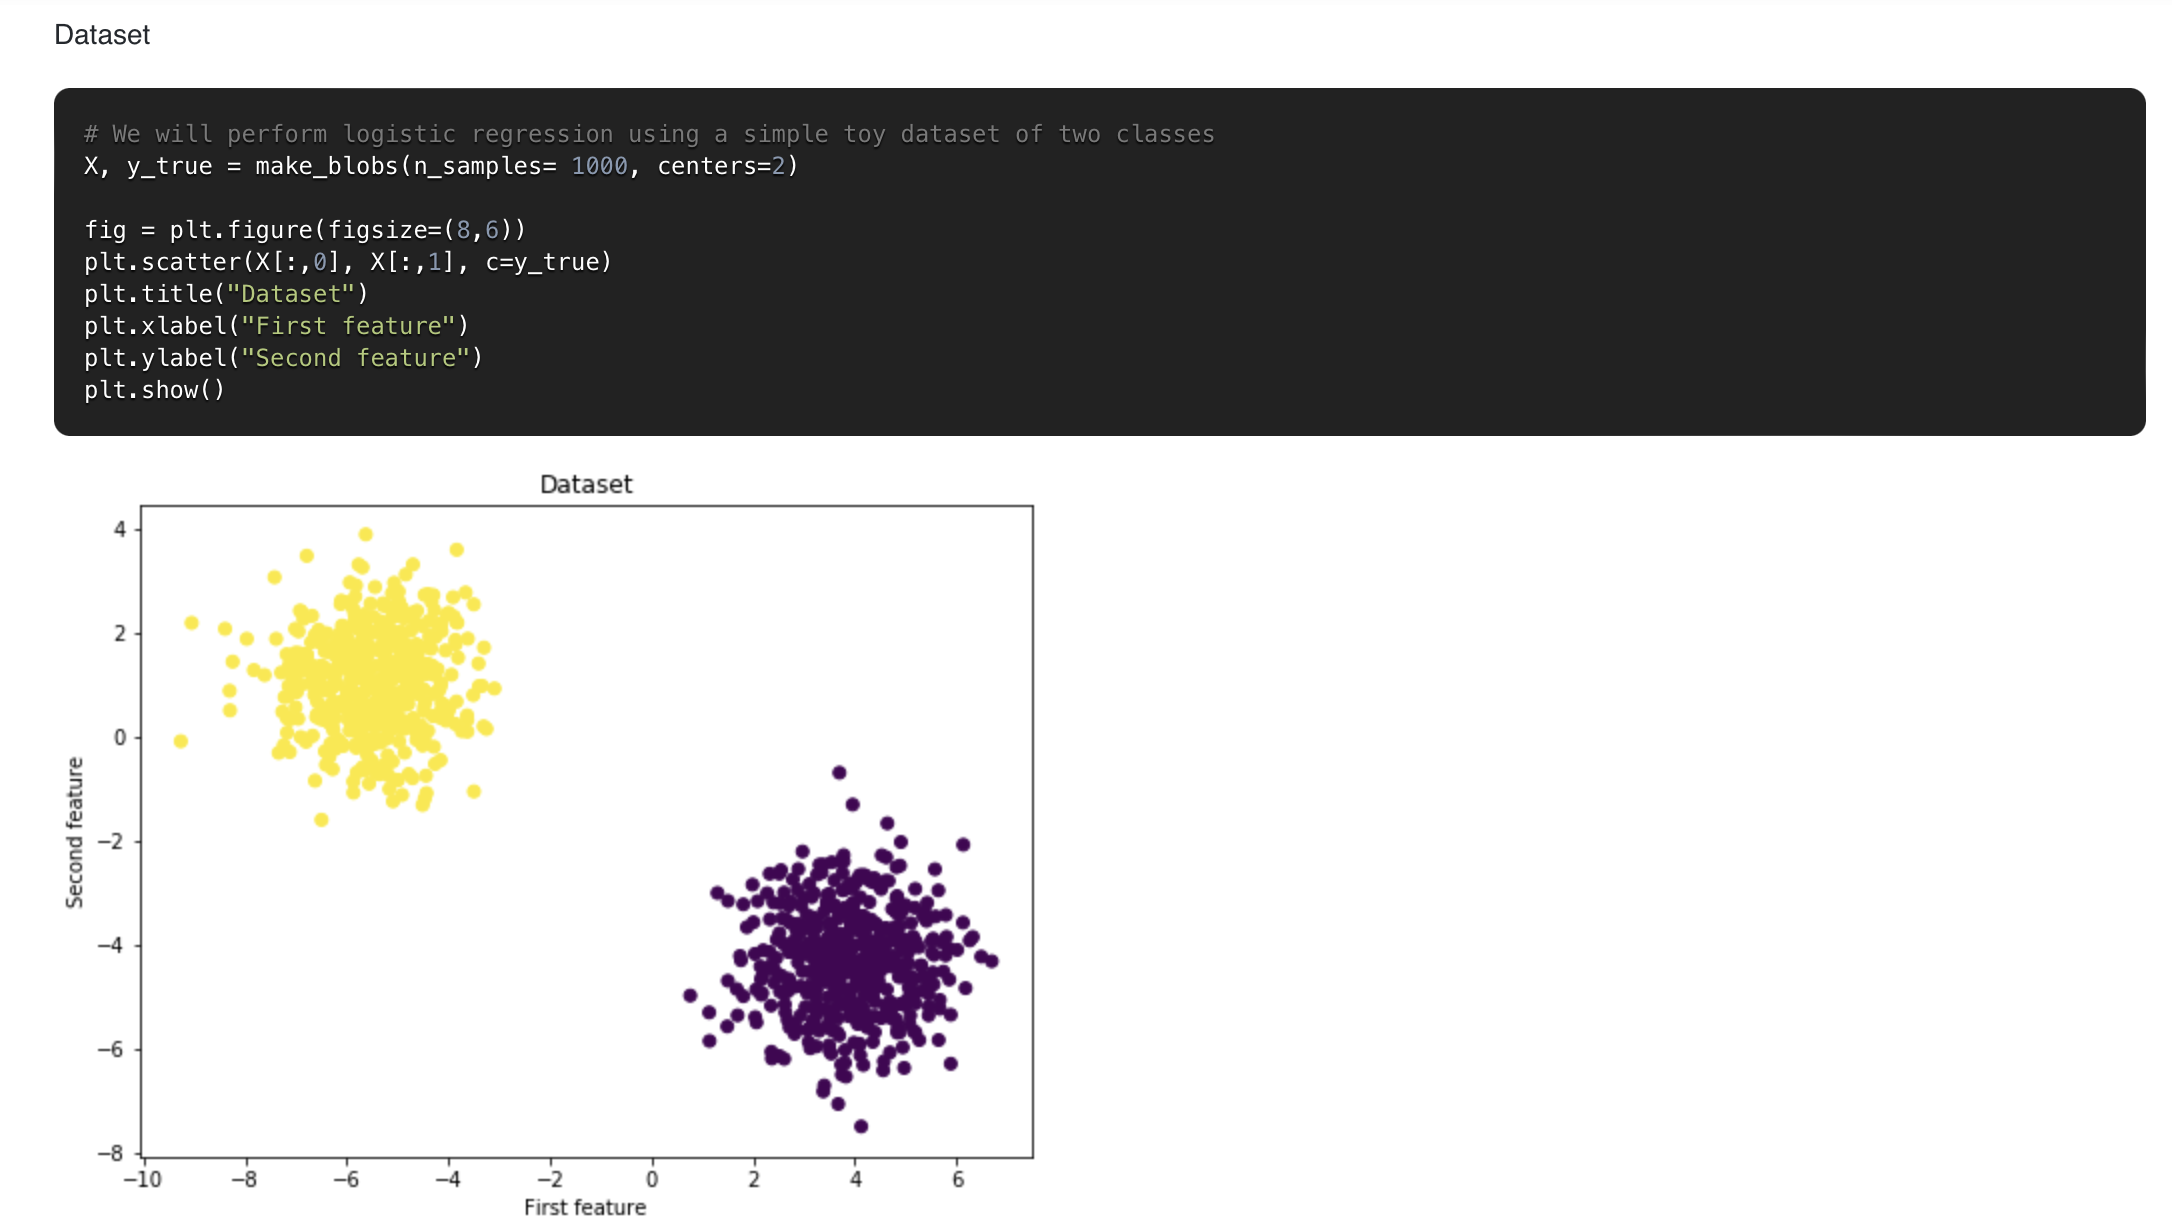 Dataset
# We will perform logistic regression using a simple toy dataset of two classes
X, y_true = make_blobs(n_samples= 1000, centers=2)
fig = plt.figure(figsize=(8,6))
plt.scatter(X[:,0], X[:,1], c=y_true)
plt.title("Dataset")
plt.xlabel("First feature")
plt.ylabel("Second feature")
plt.show()
Dataset
4
2
0
−2
−4
−6
−8
Second feature
−10 −8 −6 −4 −2 0 2 4 6
First feature